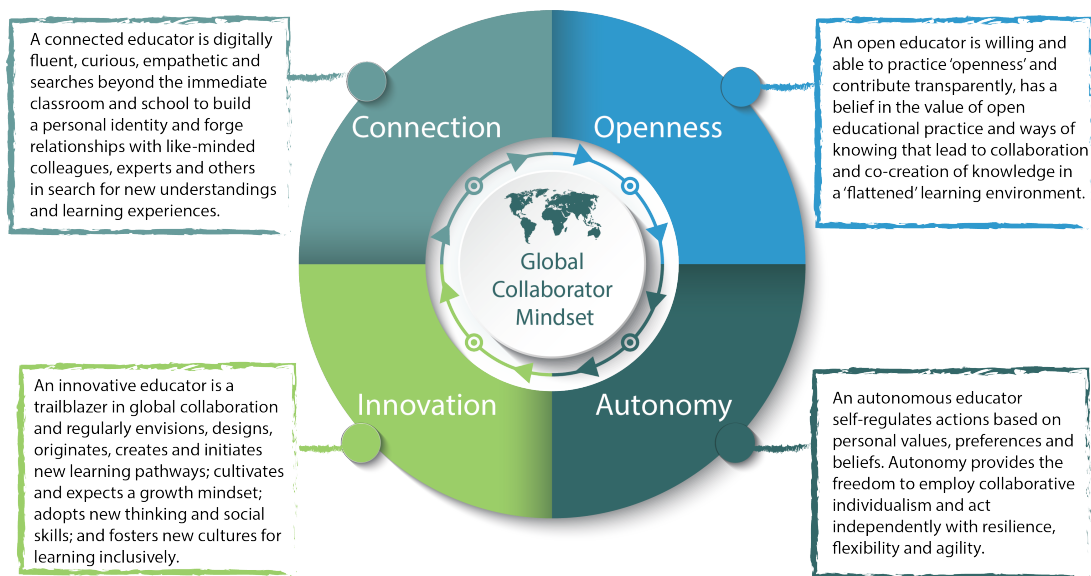 A connected educator is digitally
fluent, curious, empathetic and
searches beyond the immediate
classroom and school to build
a personal identity and forge
relationships with like-minded
colleagues, experts and others
in search for new understandings
and learning experiences.
Connection
Openness
An open educator is willing and
able to practice ‘openness’ and
contribute transparently, has a
belief in the value of open
educational practice and ways of
knowing that lead to collaboration
and co-creation of knowledge in
a ‘flattened’ learning environment.
Global
Collaborator
Mindset
An innovative educator is a
trailblazer in global collaboration
and regularly envisions, designs,
originates, creates and initiates
new learning pathways; cultivates
and expects a growth mindset;
adopts new thinking and social
skills; and fosters new cultures for
learning inclusively.
Innovation
Autonomy
An autonomous educator
self-regulates actions based on
personal values, preferences and
beliefs. Autonomy provides the
freedom to employ collaborative
individualism and act
independently with resilience,
flexibility and agility.